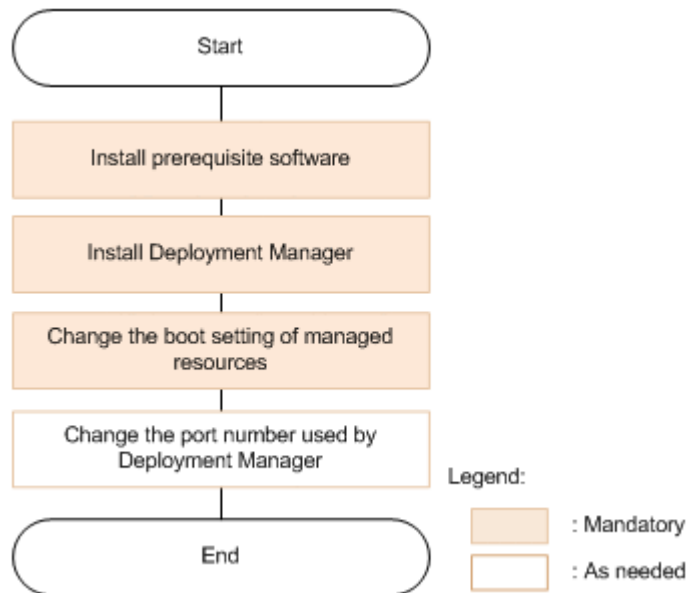 Start
Install prerequisite software
Install Deployment Manager
Change the boot setting of managed
resources
Change the port number used by
Deployment Manager
End
Legend:
: Mandatory
: As needed